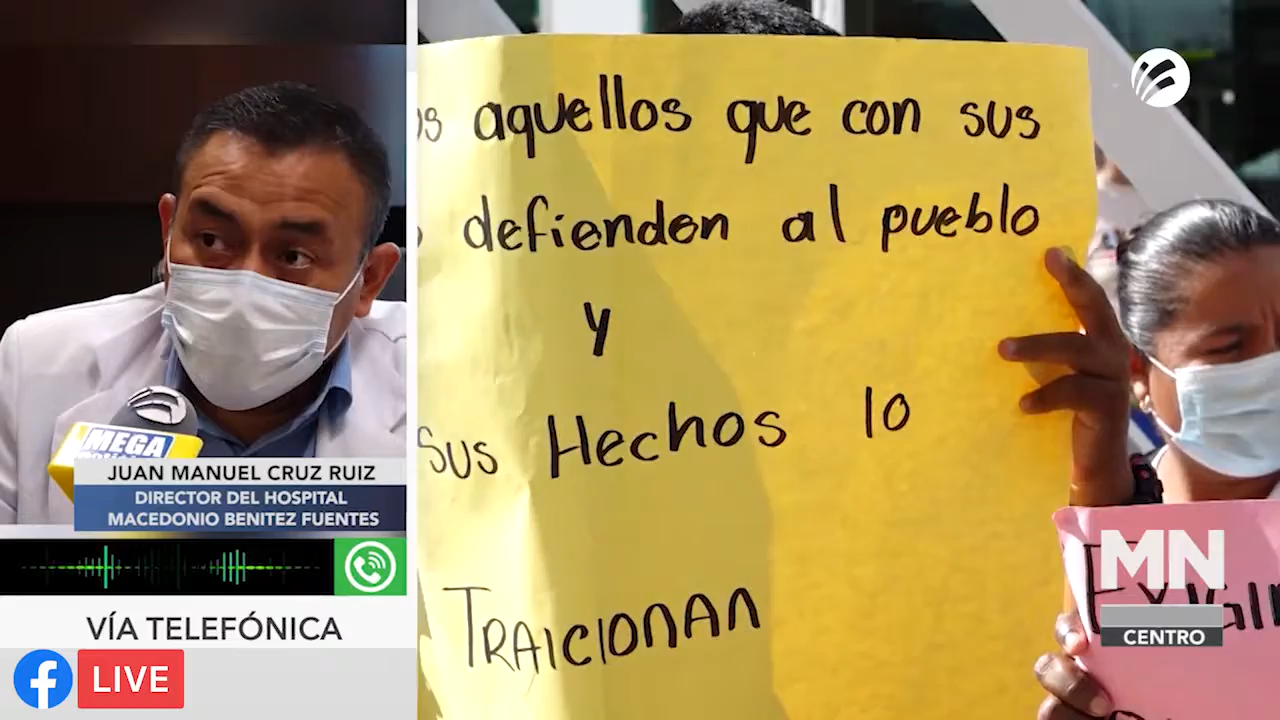 MEGA
JUAN MANUEL CRUZ RUIZ
DIRECTOR DEL HOSPITAL
MACEDONIO BENITEZ FUENTES
VÍA TELEFÓNICA
LIVE
aquellos que con sus
defienden al pueblo
y
sus Hechos lo
TRAICIONAN
MN
CENTRO